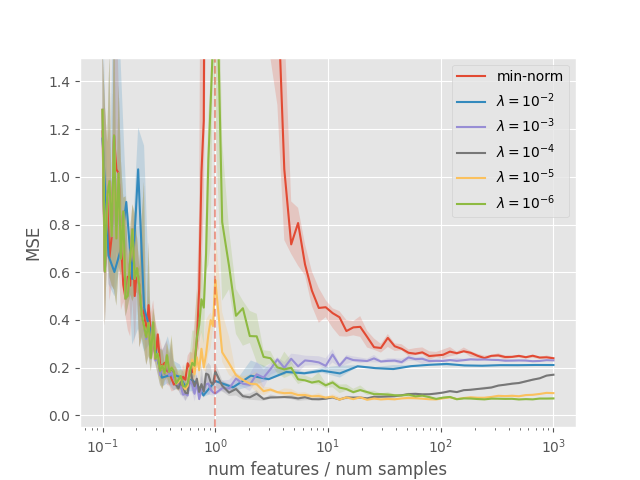 min-norm
λ = 10⁻²
λ = 10⁻³
λ = 10⁻⁴
λ = 10⁻⁵
λ = 10⁻⁶
MSE
1.4
1.2
1.0
0.8
0.6
0.4
0.2
0.0
10⁻¹ 10⁰ 10¹ 10² 10³
num features / num samples